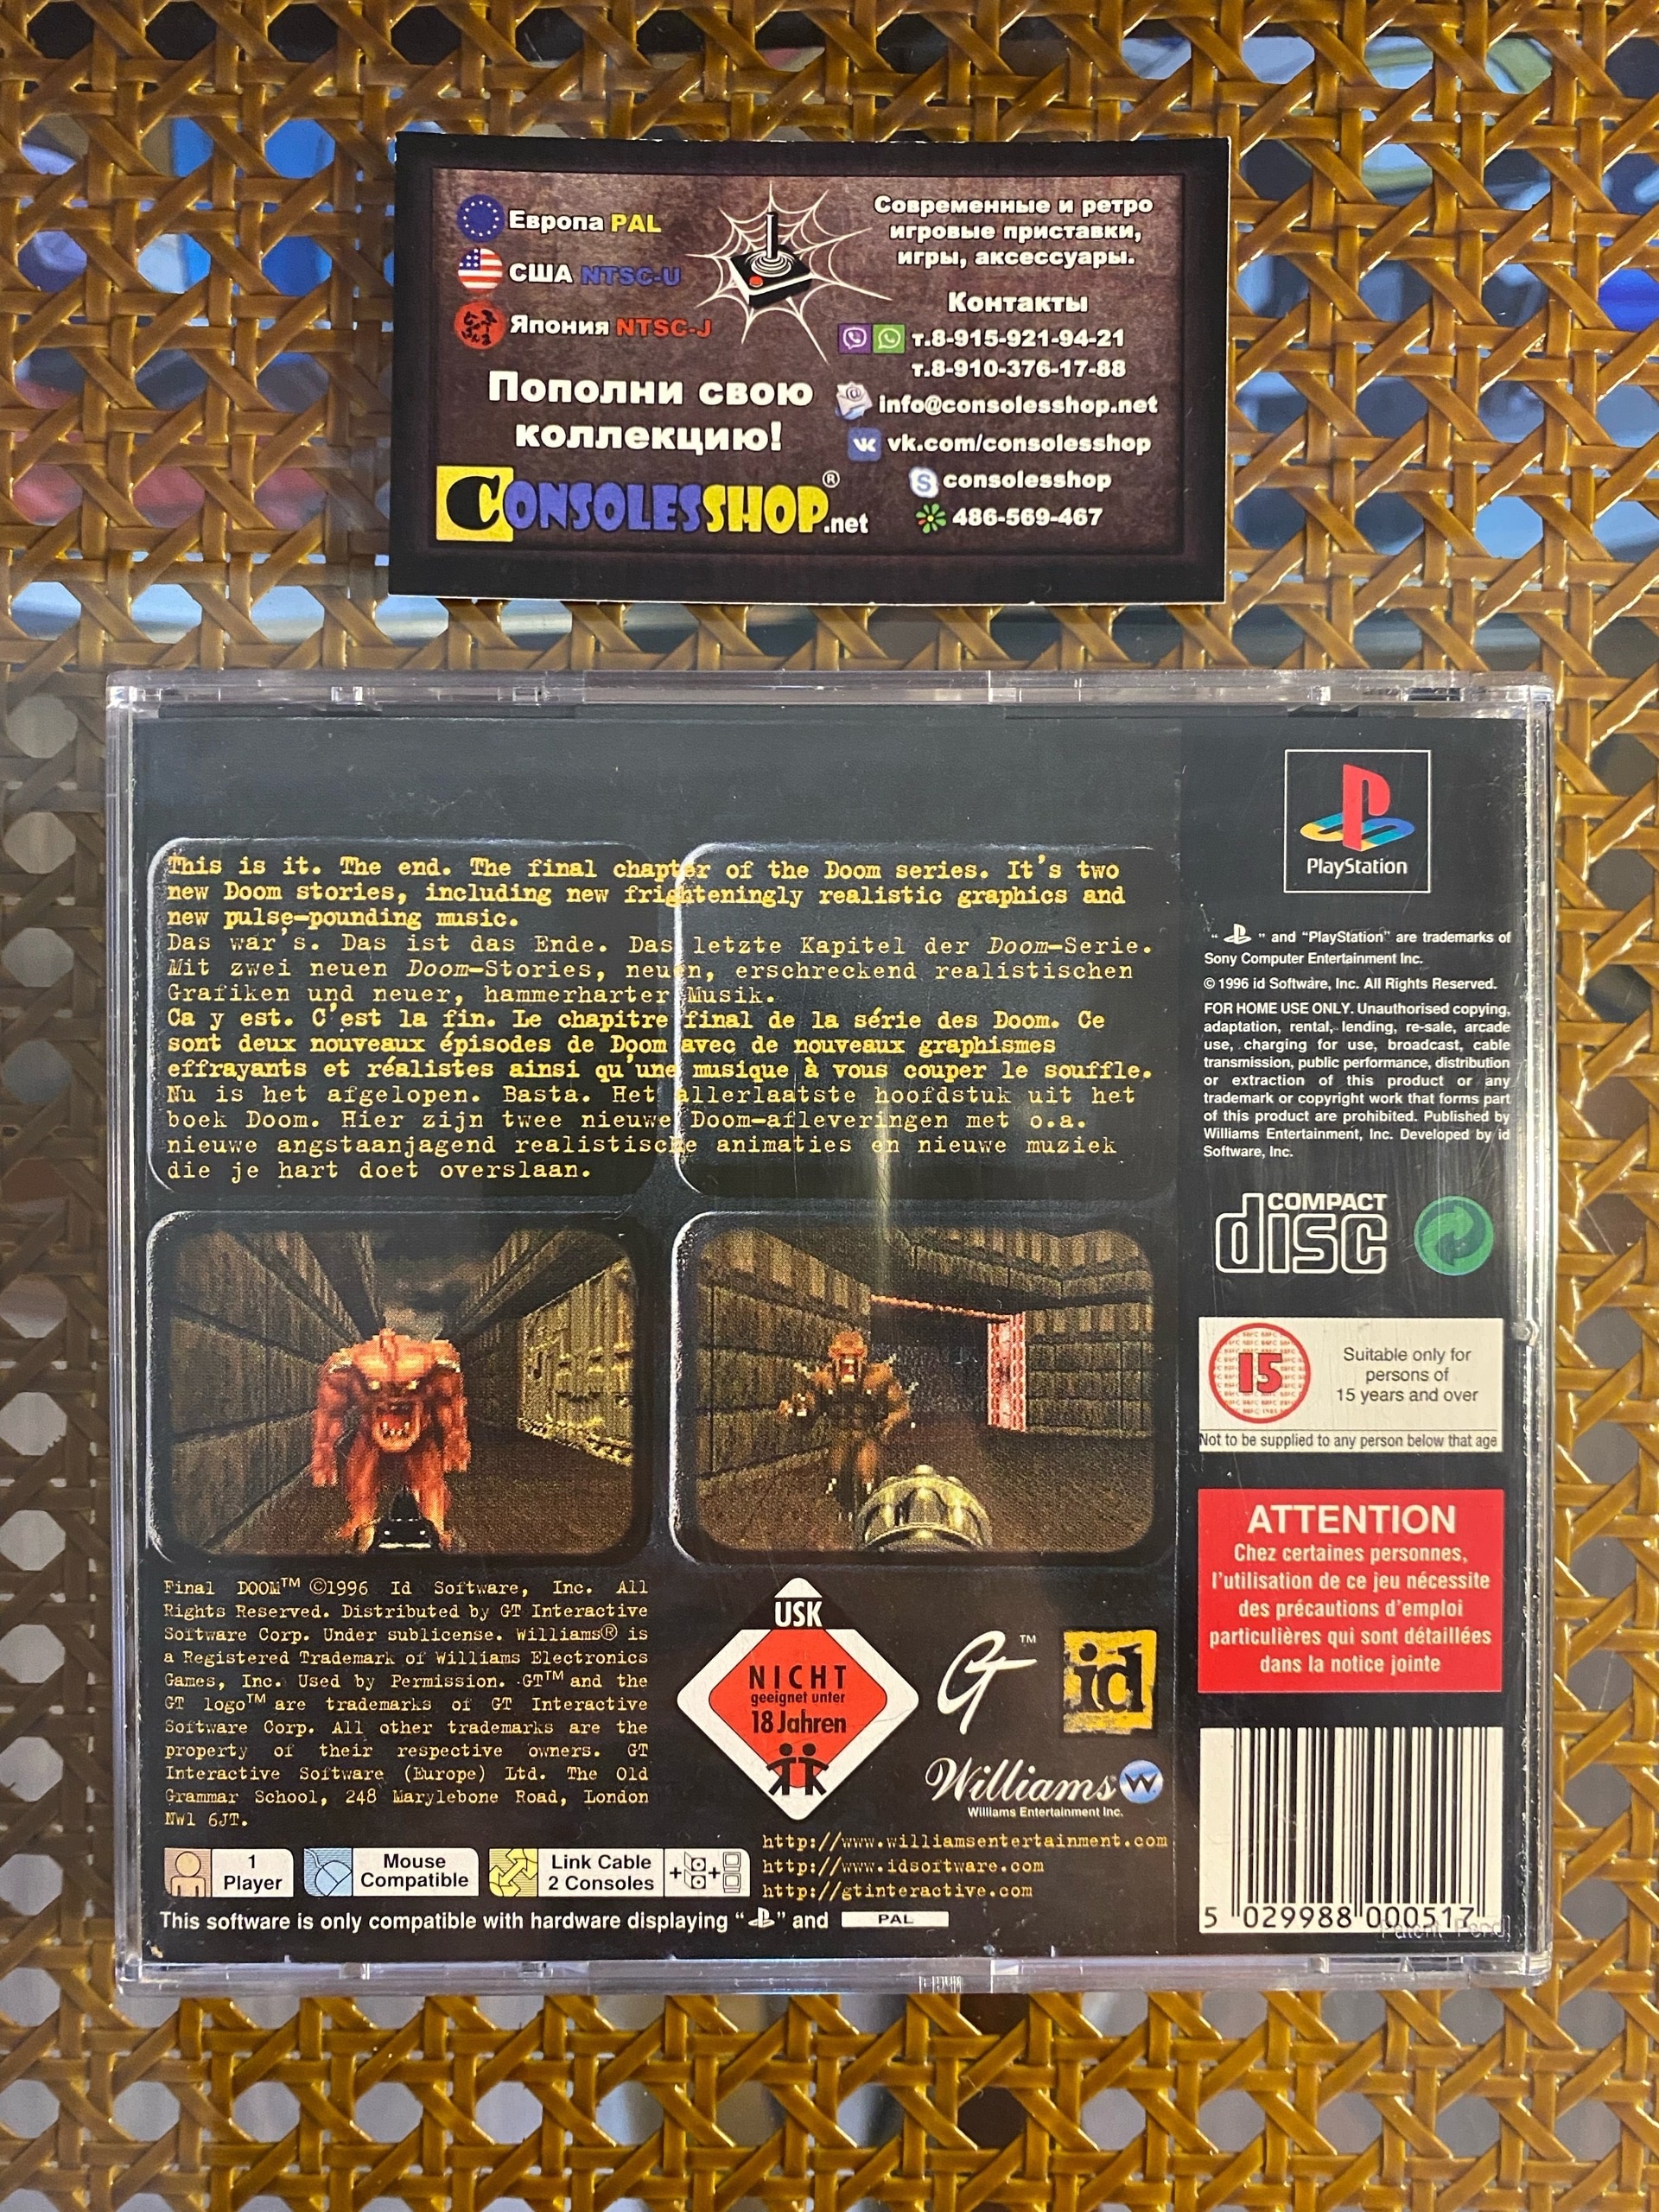 Европа PAL
США NTSC-U
Япония NTSC-J
Пополни свою
коллекцию!
CONSOLESSHOP®.net
Современные и ретро
игровые приставки,
игры, аксессуары.
Контакты
т.8-915-921-94-21
т.8-910-376-17-88
info@consolesshop.net
vk.com/consolesshop
consolesshop
486-569-467
This is it. The end. The final chapter of the Doom series. It's two
new Doom stories, including new frighteningly realistic graphics and
new pulse-pounding music.
Das war's. Das ist das Ende. Das letzte Kapitel der Doom-Serie.
Mit zwei neuen Doom-Stories, neuen, erschreckend realistischen
Grafiken und neuer, hammerharter Musik.
Ca y est. C'est la fin. Le chapitre final de la série des Doom. Ce
sont deux nouveaux épisodes de Doom avec de nouveaux graphismes
effrayants et réalistes ainsi qu'une musique à vous couper le souffle.
Nu is het afgelopen. Basta. Het allerlaatste hoofdstuk uit het
boek Doom. Hier zijn twee nieuwe Doom-afleveringen met o.a.
nieuwe angstaanjagend realistische animaties en nieuwe muziek
die je hart doet overslaan.
Final DOOM™ ©1996 Id Software, Inc. All
Rights Reserved. Distributed by GT Interactive
Software Corp. Under sublicense. Williams® is
a Registered Trademark of Williams Electronics
Games, Inc. Used by Permission. GT™ and the
GT logo™ are trademarks of GT Interactive
Software Corp. All other trademarks are the
property of their respective owners. GT
Interactive Software (Europe) Ltd. The Old
Grammar School, 248 Marylebone Road, London
NW1 6JT.
USK
NICHT
geeignet unter
18 Jahren
GT™
id
Williams
Williams Entertainment Inc.
http://www.williamsentertainment.com
http://www.idsoftware.com
http://gtinteractive.com
1
Player
Mouse
Compatible
Link Cable
2 Consoles
This software is only compatible with hardware displaying " " and PAL
PlayStation
" " and "PlayStation" are trademarks of
Sony Computer Entertainment Inc.
© 1996 id Software, Inc. All Rights Reserved.
FOR HOME USE ONLY. Unauthorised copying,
adaptation, rental, lending, re-sale, arcade
use, charging for use, broadcast, cable
transmission, public performance, distribution
or extraction of this product or any
trademark or copyright work that forms part
of this product are prohibited. Published by
Williams Entertainment, Inc. Developed by id
Software, Inc.
COMPACT
disc
15
Suitable only for
persons of
15 years and over
Not to be supplied to any person below that age
ATTENTION
Chez certaines personnes,
l'utilisation de ce jeu nécessite
des précautions d'emploi
particulières qui sont détaillées
dans la notice jointe
5 029988 000517
Patent Pend